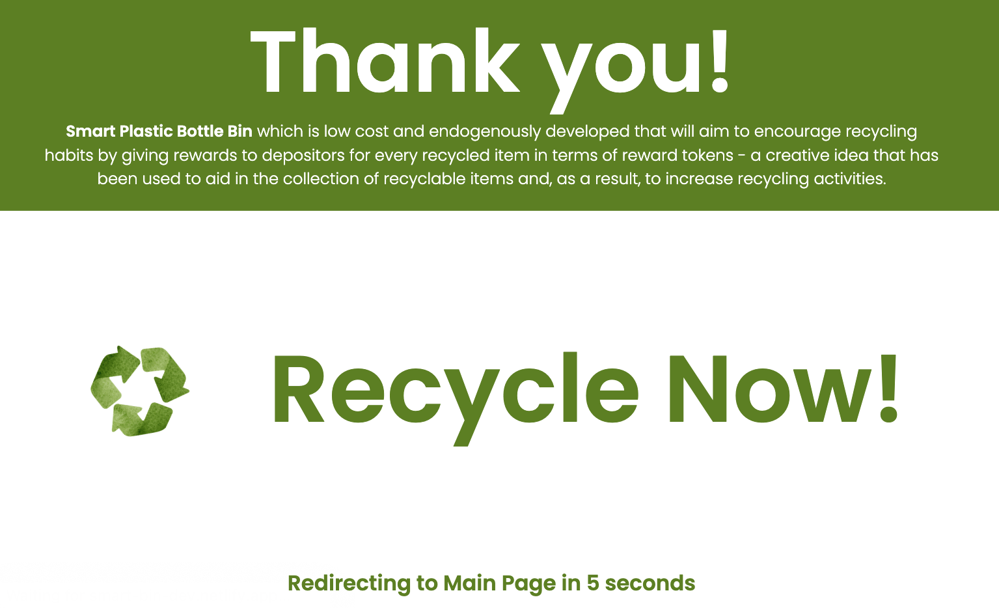 Thank you!
Smart Plastic Bottle Bin which is low cost and endogenously developed that will aim to encourage recycling
habits by giving rewards to depositors for every recycled item in terms of reward tokens - a creative idea that has
been used to aid in the collection of recyclable items and, as a result, to increase recycling activities.
Recycle Now!
Redirecting to Main Page in 5 seconds